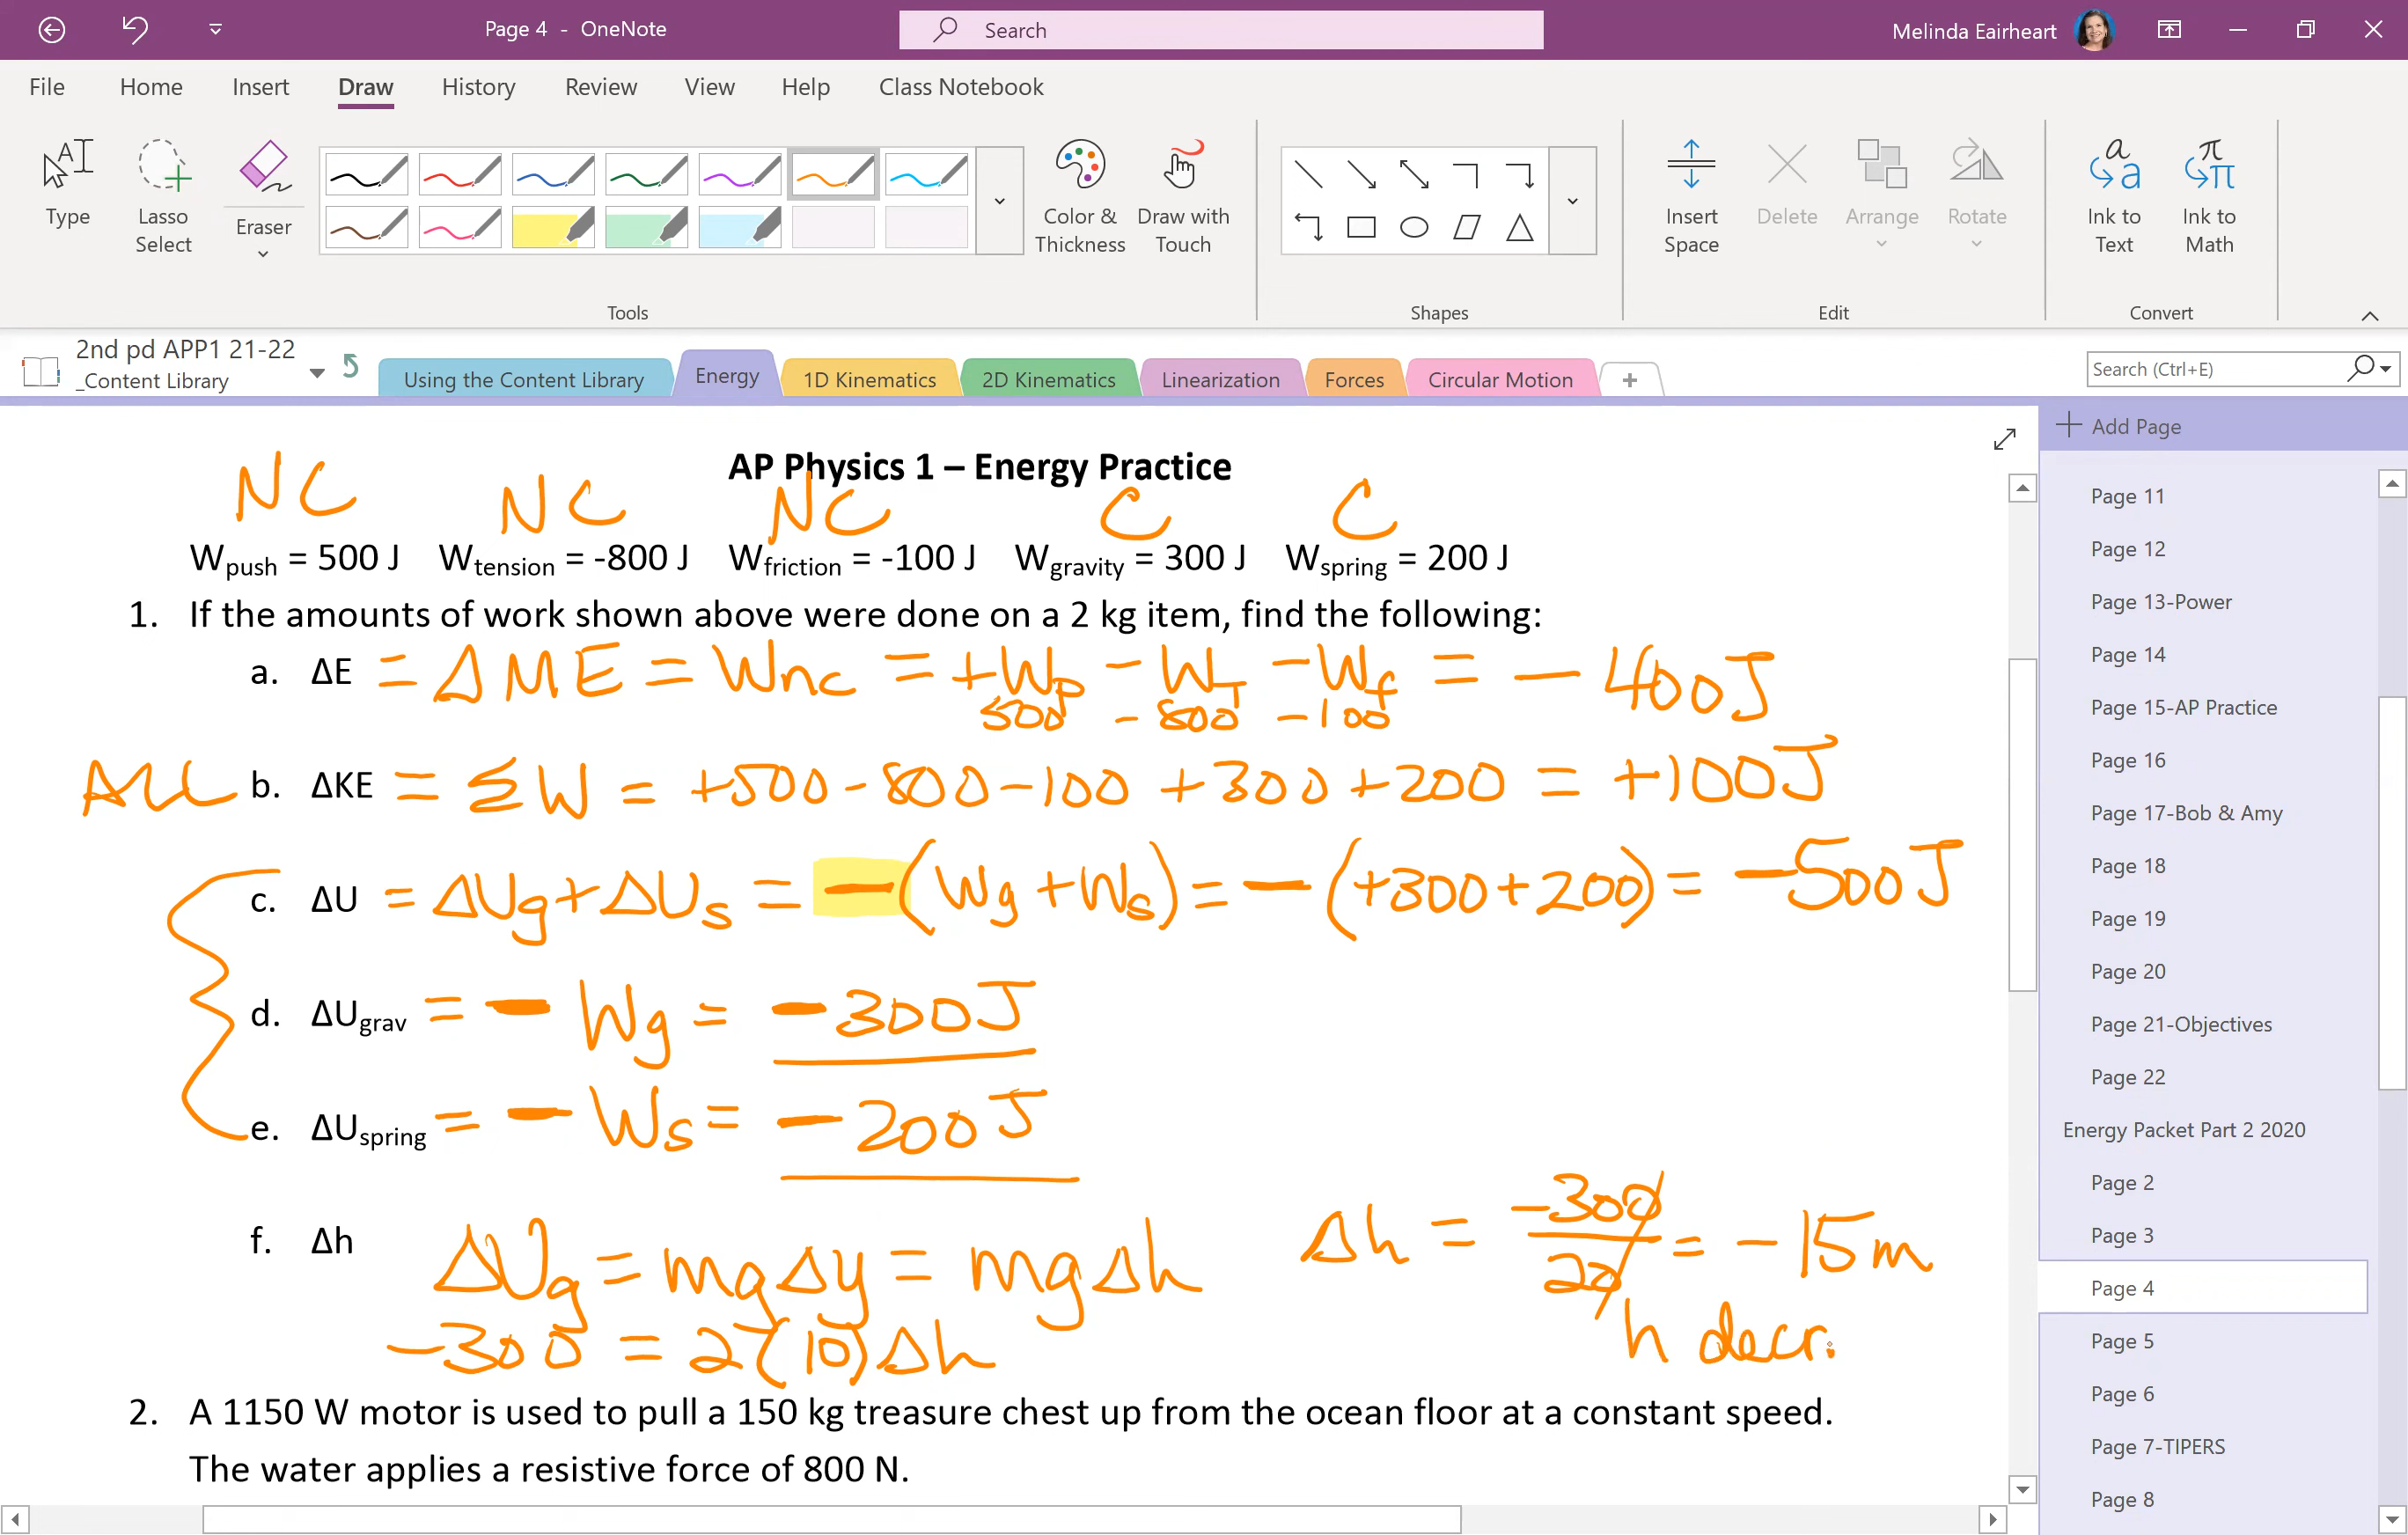 Page 4 - OneNote
Search
Melinda Eairheart
File Home Insert Draw History Review View Help Class Notebook
Type
Lasso Select
Eraser
Color & Thickness
Draw with Touch
Insert Space
Delete
Arrange
Rotate
Ink to Text
Ink to Math
Tools
Shapes
Edit
Convert
2nd pd APP1 21-22
_Content Library
Using the Content Library
Energy
1D Kinematics
2D Kinematics
Linearization
Forces
Circular Motion
Search (Ctrl+E)
AP Physics 1 – Energy Practice
NC NC NC C C
Wpush = 500 J Wtension = -800 J Wfriction = -100 J Wgravity = 300 J Wspring = 200 J
1. If the amounts of work shown above were done on a 2 kg item, find the following:
a. ΔE = ΔME = Wnc = +Wp - WT - Wf = - 400J
500 - 800 - 100
ALL b. ΔKE = ΣW = +500 - 800 - 100 + 300 + 200 = +100J
c. ΔU = ΔUg + ΔUs = -(Wg + Ws) = -(+300+200) = -500J
d. ΔUgrav = - Wg = -300J
e. ΔUspring = - Ws = -200J
f. Δh ΔUg = mgΔy = mgΔh Δh = -300/20 = -15m
-300 = 2(10)Δh h decr.
2. A 1150 W motor is used to pull a 150 kg treasure chest up from the ocean floor at a constant speed.
The water applies a resistive force of 800 N.
Add Page
Page 11
Page 12
Page 13-Power
Page 14
Page 15-AP Practice
Page 16
Page 17-Bob & Amy
Page 18
Page 19
Page 20
Page 21-Objectives
Page 22
Energy Packet Part 2 2020
Page 2
Page 3
Page 4
Page 5
Page 6
Page 7-TIPERS
Page 8